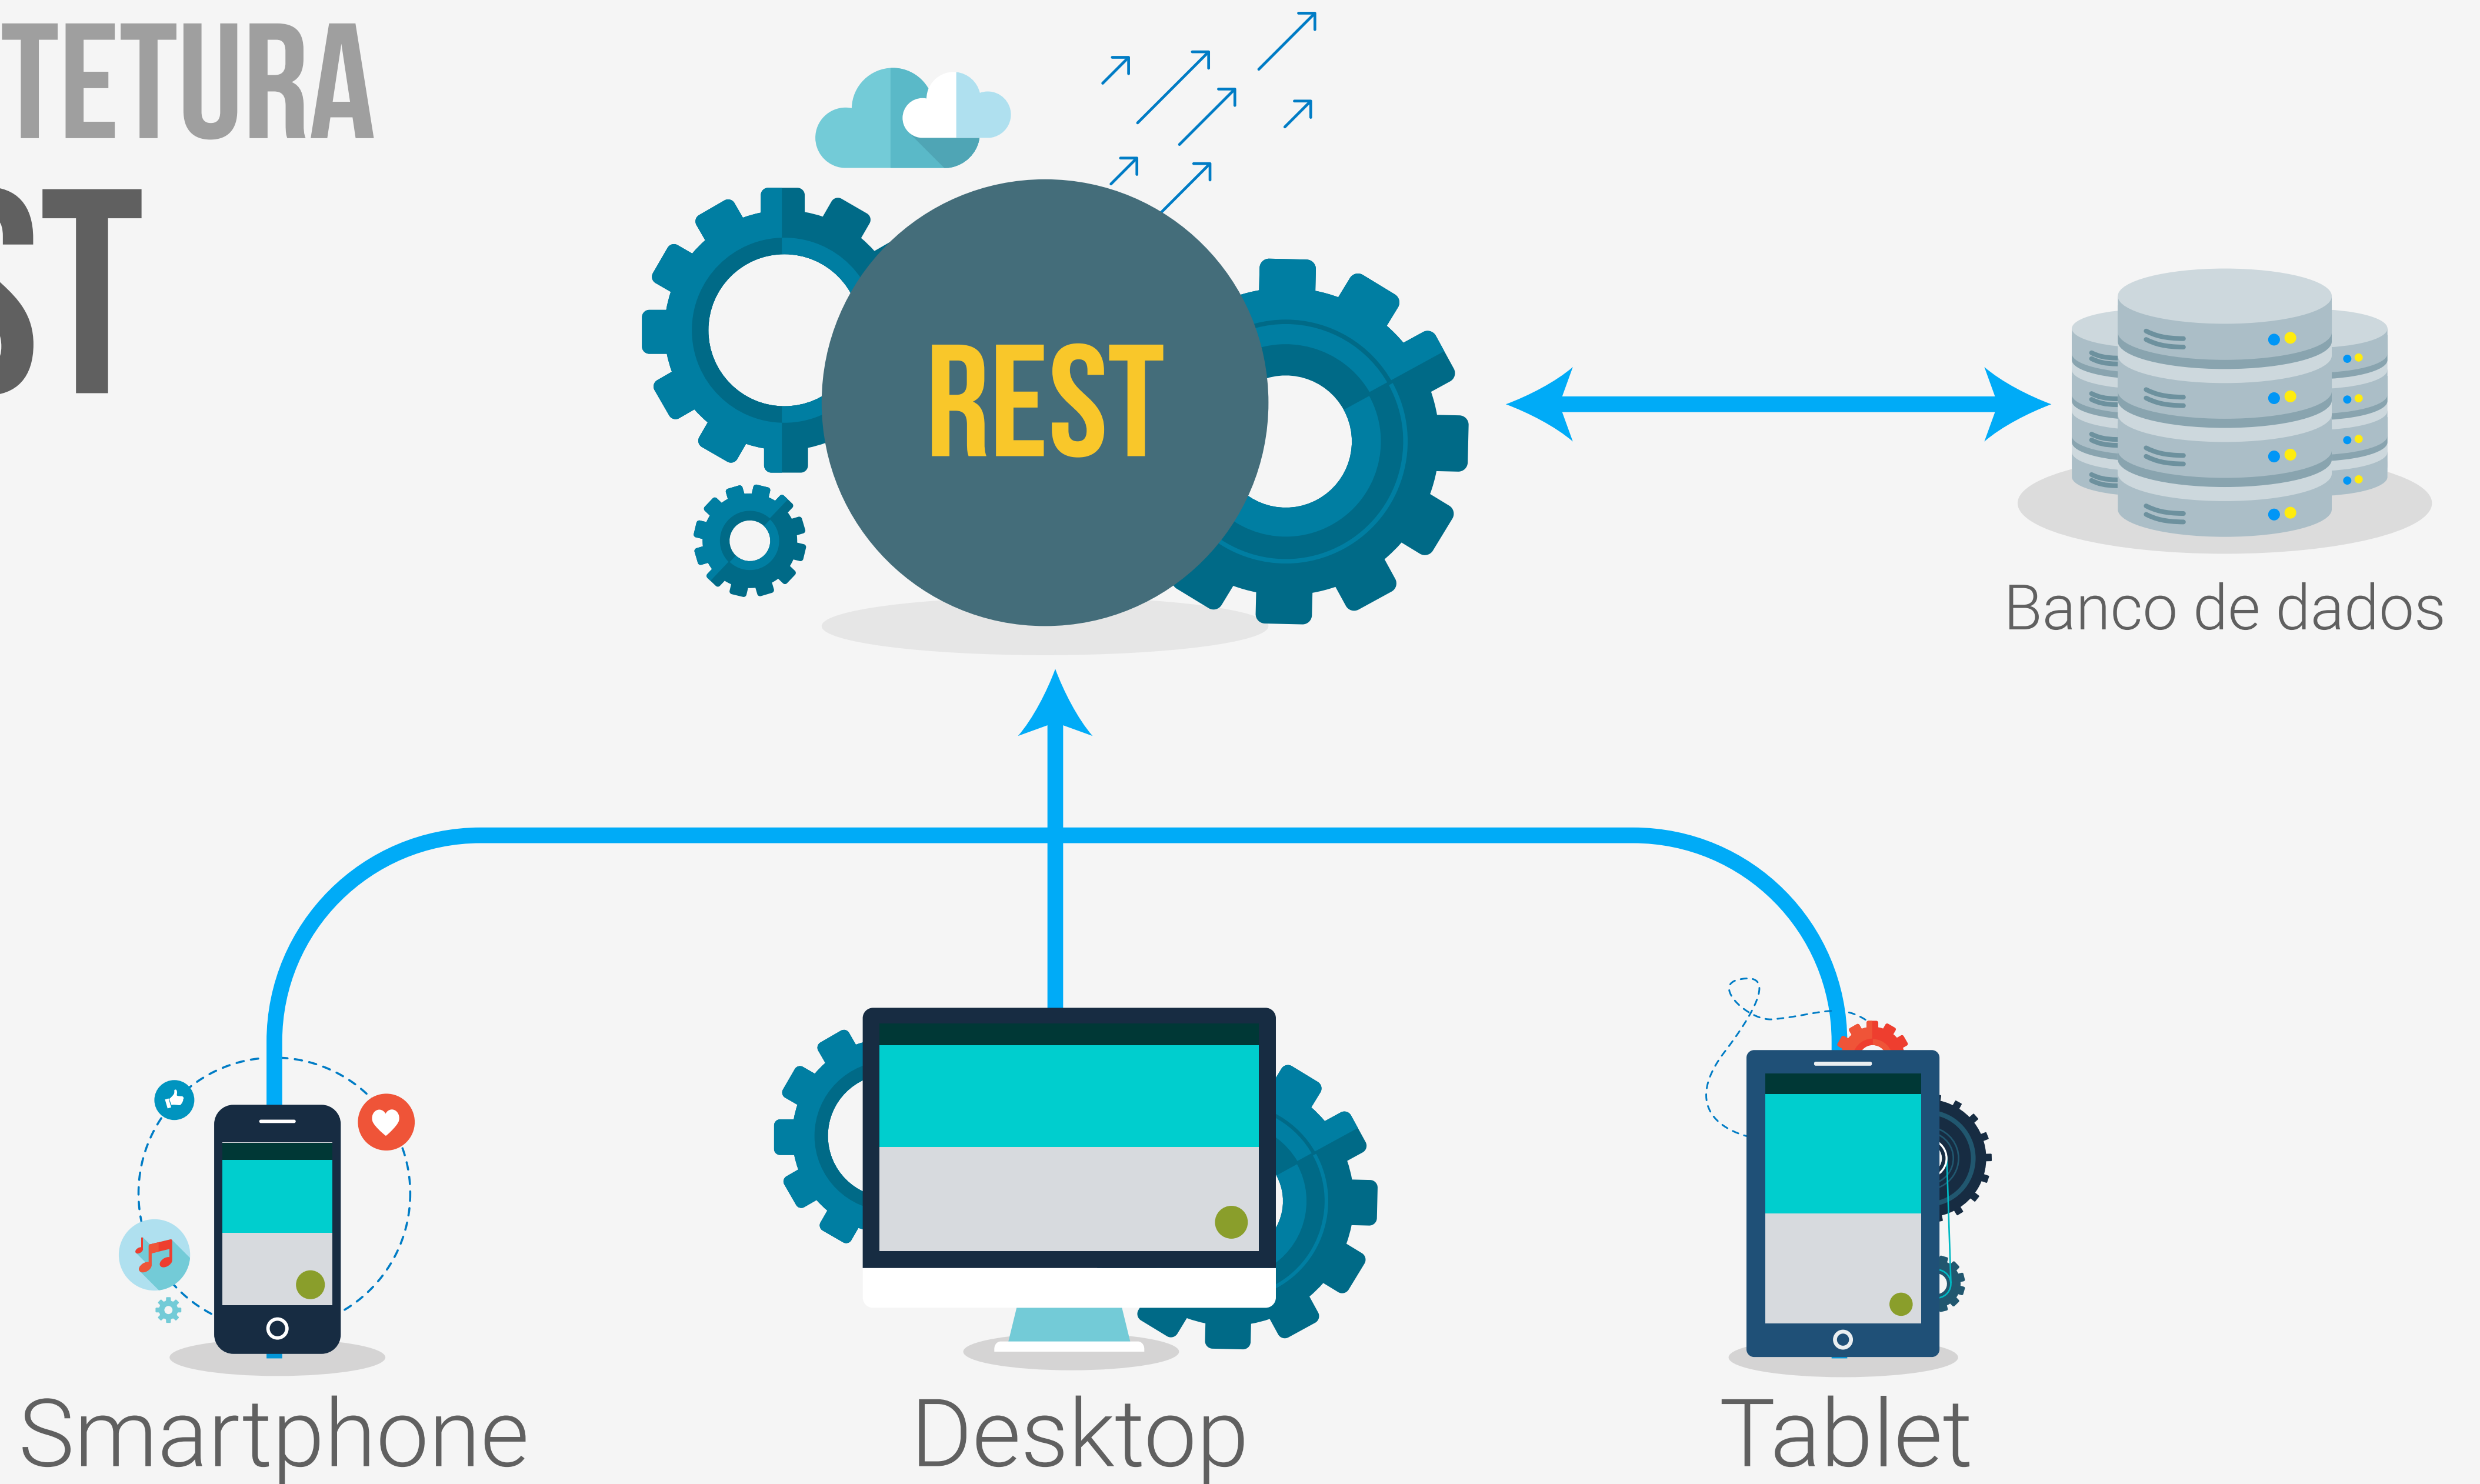 TETURA
ST
REST
Banco de dados
Smartphone
Desktop
Tablet